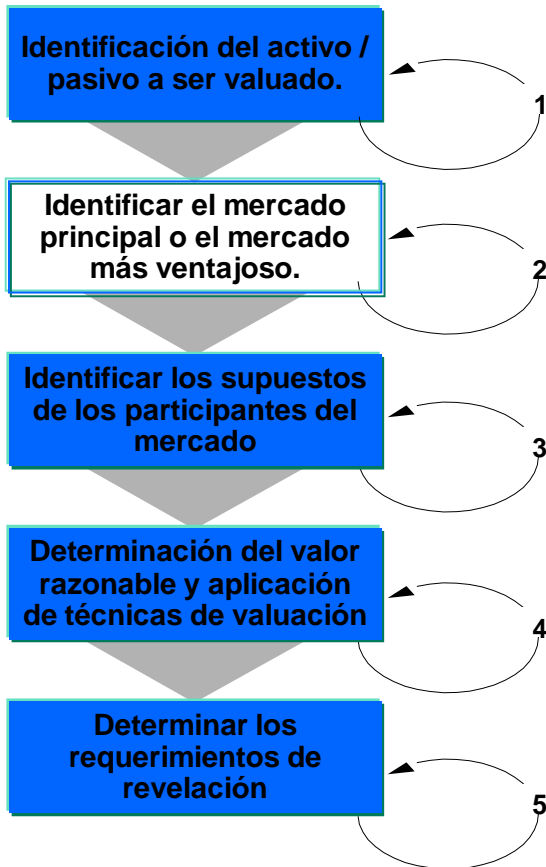 Identificación del activo /
pasivo a ser valuado.
1
Identificar el mercado
principal o el mercado
más ventajoso.
2
Identificar los supuestos
de los participantes del
mercado
3
Determinación del valor
razonable y aplicación
de técnicas de valuación
4
Determinar los
requerimientos de
revelación
5